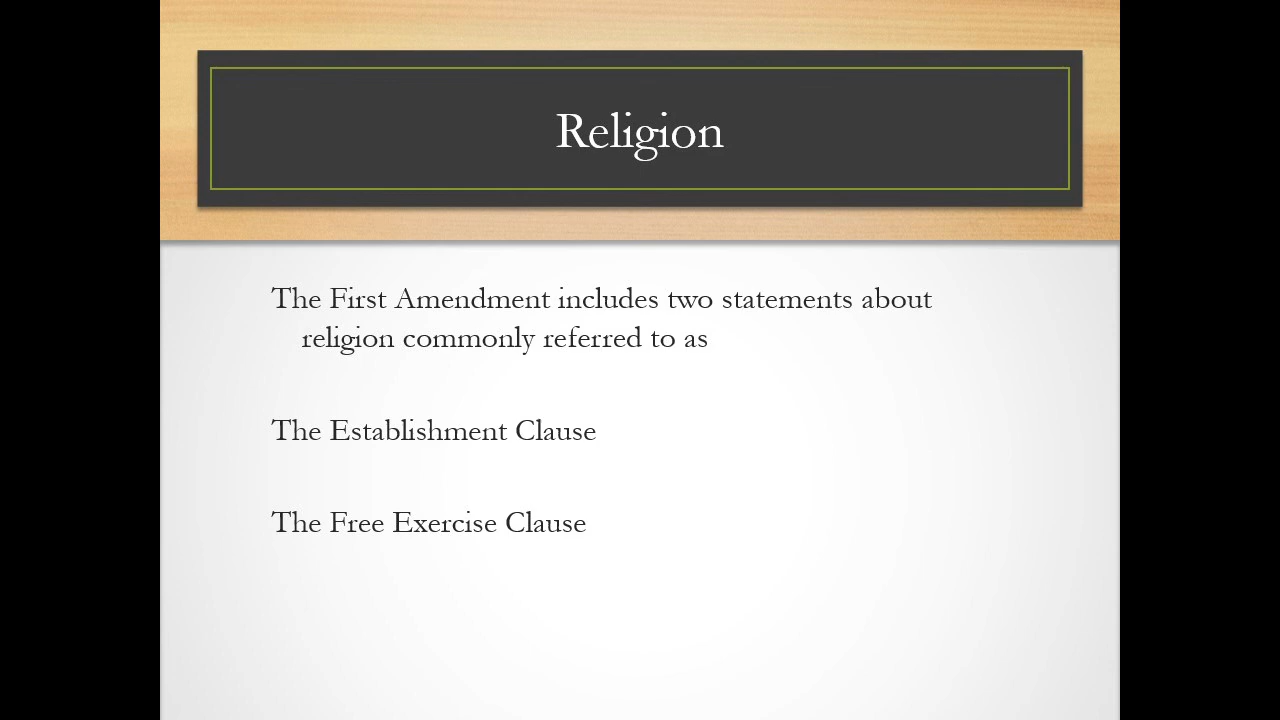 Religion
The First Amendment includes two statements about
religion commonly referred to as
The Establishment Clause
The Free Exercise Clause